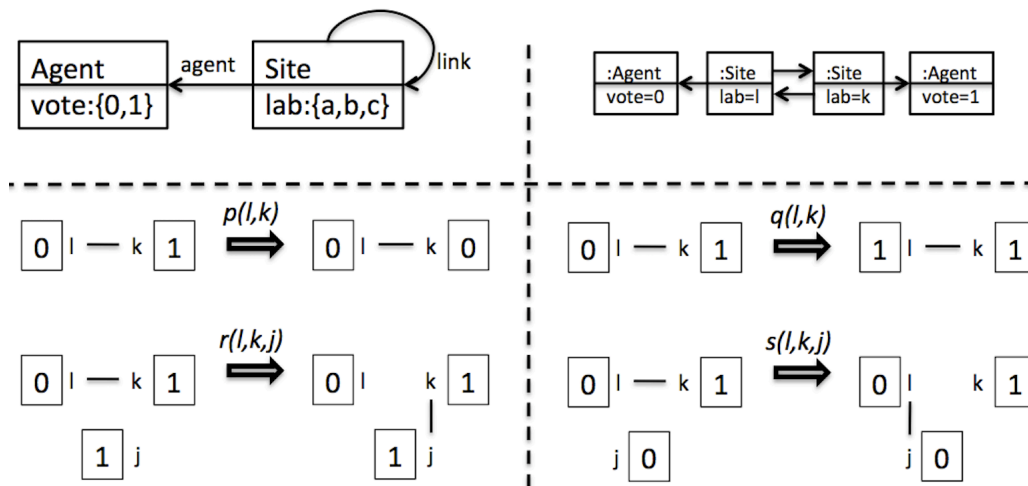 Agent
vote:{0,1}
agent
Site
lab:{a,b,c}
link
:Agent
vote=0
:Site
lab=l
:Site
lab=k
:Agent
vote=1
p(l,k)
0 l — k 1
0 l — k 0
q(l,k)
0 l — k 1
1 l — k 1
r(l,k,j)
0 l — k 1
1 j
0 l k 1
1 j
s(l,k,j)
0 l — k 1
j 0
0 l k 1
j 0